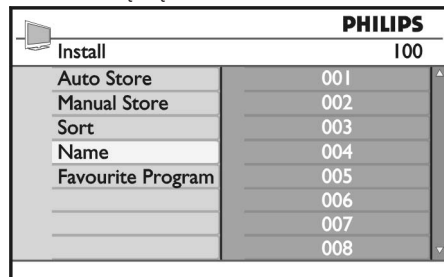 PHILIPS
Install 100
Auto Store 001
Manual Store 002
Sort 003
Name 004
Favourite Program 005
006
007
008